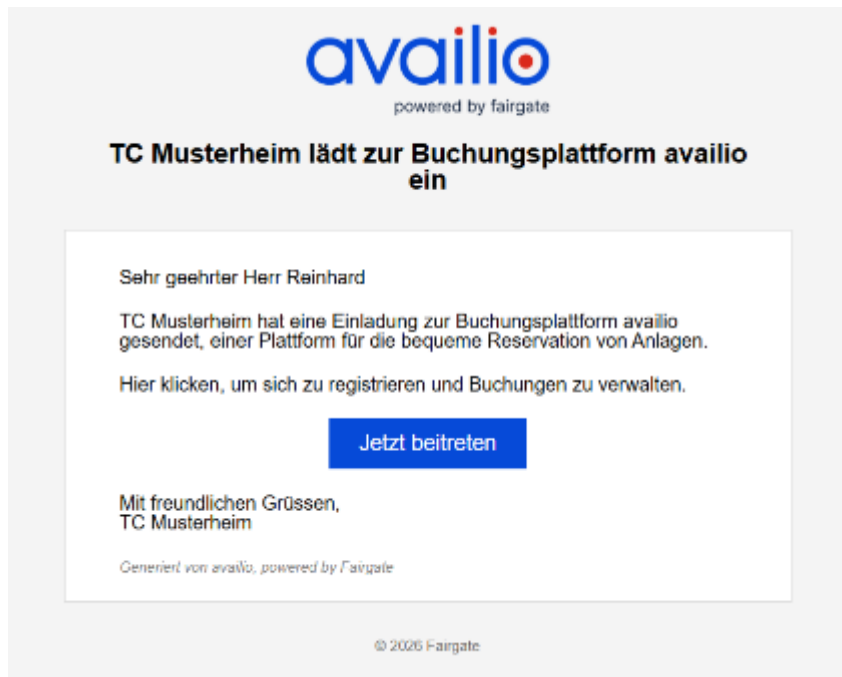 availio
powered by fairgate
TC Musterheim lädt zur Buchungsplattform availio
ein
Sehr geehrter Herr Reinhard
TC Musterheim hat eine Einladung zur Buchungsplattform availio
gesendet, einer Plattform für die bequeme Reservation von Anlagen.
Hier klicken, um sich zu registrieren und Buchungen zu verwalten.
Jetzt beitreten
Mit freundlichen Grüssen,
TC Musterheim
Generiert von availio, powered by Fairgate
© 2026 Fairgate